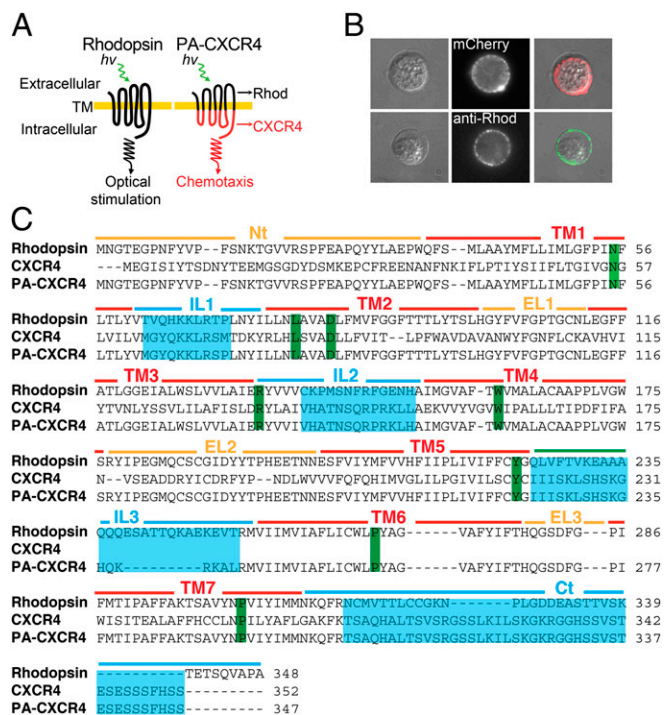 A
Rhodopsin
hv
PA-CXCR4
hv
Extracellular
TM
Intracellular
Rhod
CXCR4
Optical
stimulation
Chemotaxis
B
mCherry
anti-Rhod
C
Nt TM1
Rhodopsin MNGTEGPNFYVP--FSNKTGVVRSPFEAPQYYLAEPWQFS--MLAAYMFLLIMLGFPINF 56
CXCR4 ---MEGISIYTSDNYTEEMGSGDYDSMKEPCFREENANFNKIFLPTIYSIIFLTGIVGNG 57
PA-CXCR4 MNGTEGPNFYVP--FSNKTGVVRSPFEAPQYYLAEPWQFS--MLAAYMFLLIMLGFPINF 56
IL1 TM2 EL1
Rhodopsin LTLYVTVQHKKLRTPLNYILLNLAVADLFMVFGGFTTTLYTSLHGYFVFGPTGCNLEGFF 116
CXCR4 LVILVMGYQKKLRSMTDKYRLHLSVADLLFVIT--LPFWAVDAVANWYFGNFLCKAVHVI 115
PA-CXCR4 LTLYVMGYQKKLRSPLNYILLNLAVADLFMVFGGFTTTLYTSLHGYFVFGPTGCNLEGFF 116
TM3 IL2 TM4
Rhodopsin ATLGGEIALWSLVVLAIERYVVVCKPMSNFRFGENHAIMGVAF-TWVMALACAAPPLVGW 175
CXCR4 YTVNLYSSVLILAFISLDRYLAIVHATNSQRPRKLLAEKVVYVGVWIPALLLTIPDFIFA 175
PA-CXCR4 ATLGGEIALWSLVVLAIERYVVVVHATNSQRPRKLLAIMGVAF-TWVMALACAAPPLVGW 175
EL2 TM5
Rhodopsin SRYIPEGMQCSCGIDYYTPHEETNNESFVIYMFVVHFIIPLIVIFFCYGQLVFTVKEAAA 235
CXCR4 N--VSEADDRYICDRFYP---NDLWVVVFQFQHIMVGLILPGIVILSCYCIIISKLSHSKG 231
PA-CXCR4 SRYIPEGMQCSCGIDYYTPHEETNNESFVIYMFVVHFIIPLIVIFFCYGIIISKLSHSKG 235
IL3 TM6 EL3
Rhodopsin QQQESATTQKAEKEVTRMVIIMVIAFLICWLPYAG------VAFYIFTHQGSDFG---PI 286
CXCR4
PA-CXCR4 HQK---------RKALRMVIIMVIAFLICWLPYAG------VAFYIFTHQGSDFG---PI 277
TM7 Ct
Rhodopsin FMTIPAFFAKTSAVYNPVIYIMMNKQFRNCMVTTLCCGKN-------PLGDDEASTTVSK 339
CXCR4 WISITEALAFFHCCLNPILYAFLGAKFKTSAQHALTSVSRGSSLKILSKGKRGGHSSVST 342
PA-CXCR4 FMTIPAFFAKTSAVYNPVIYIMMNKQFRTSAQHALTSVSRGSSLKILSKGKRGGHSSVST 337
Rhodopsin ----------TETSQVAPA 348
CXCR4 ESESSSFHSS--------- 352
PA-CXCR4 ESESSSFHSS--------- 347